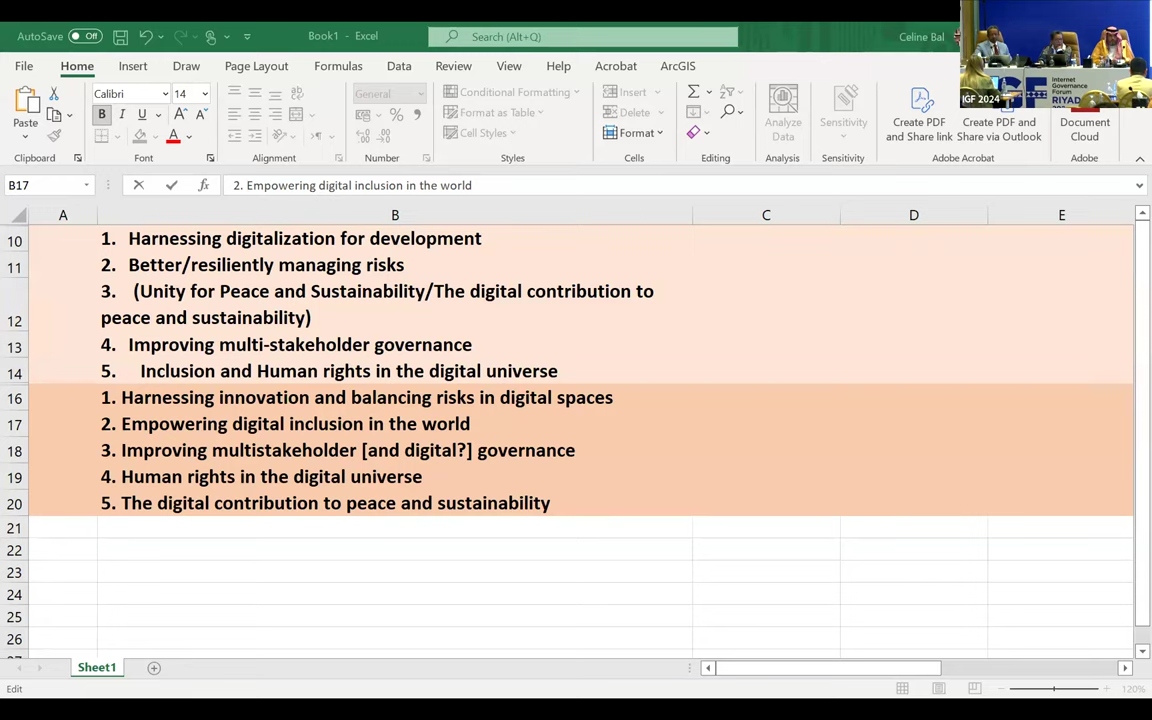 AutoSave Off Book1 - Excel Search (Alt+Q) Celine Bal
File Home Insert Draw Page Layout Formulas Data Review View Help Acrobat ArcGIS
Paste
Calibri 14
B I U
General
Conditional Formatting
Format as Table
Cell Styles
Insert
Delete
Format
Analyze
Data
Sensitivity
Create PDF
and Share link
Create PDF and
Share via Outlook
Document
Cloud
Clipboard Font Alignment Number Styles Cells Editing Analysis Sensitivity Adobe Acrobat Adobe
IGF 2024
Internet
Governance
Forum
B17 2. Empowering digital inclusion in the world
A B C D E
10 1. Harnessing digitalization for development
11 2. Better/resiliently managing risks
3. (Unity for Peace and Sustainability/The digital contribution to
12 peace and sustainability)
13 4. Improving multi-stakeholder governance
14 5. Inclusion and Human rights in the digital universe
16 1. Harnessing innovation and balancing risks in digital spaces
17 2. Empowering digital inclusion in the world
18 3. Improving multistakeholder [and digital?] governance
19 4. Human rights in the digital universe
20 5. The digital contribution to peace and sustainability
21
22
23
24
25
26
Sheet1
Edit 120%